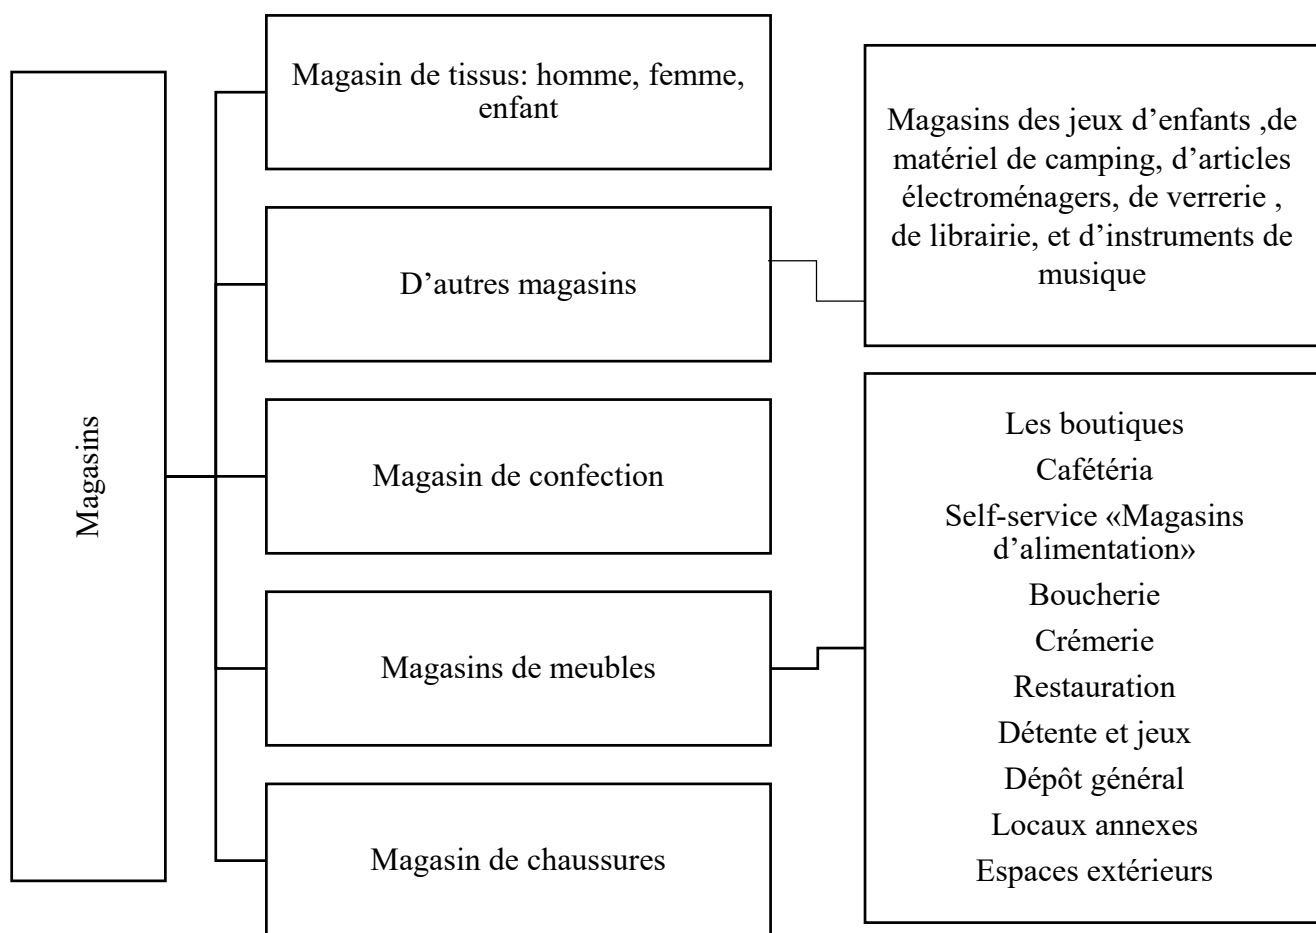 Magasins
Magasin de tissus: homme, femme,
enfant
D’autres magasins
Magasin de confection
Magasins de meubles
Magasin de chaussures
Magasins des jeux d’enfants ,de
matériel de camping, d’articles
électroménagers, de verrerie ,
de librairie, et d’instruments de
musique
Les boutiques
Cafétéria
Self-service «Magasins
d’alimentation»
Boucherie
Crémerie
Restauration
Détente et jeux
Dépôt général
Locaux annexes
Espaces extérieurs